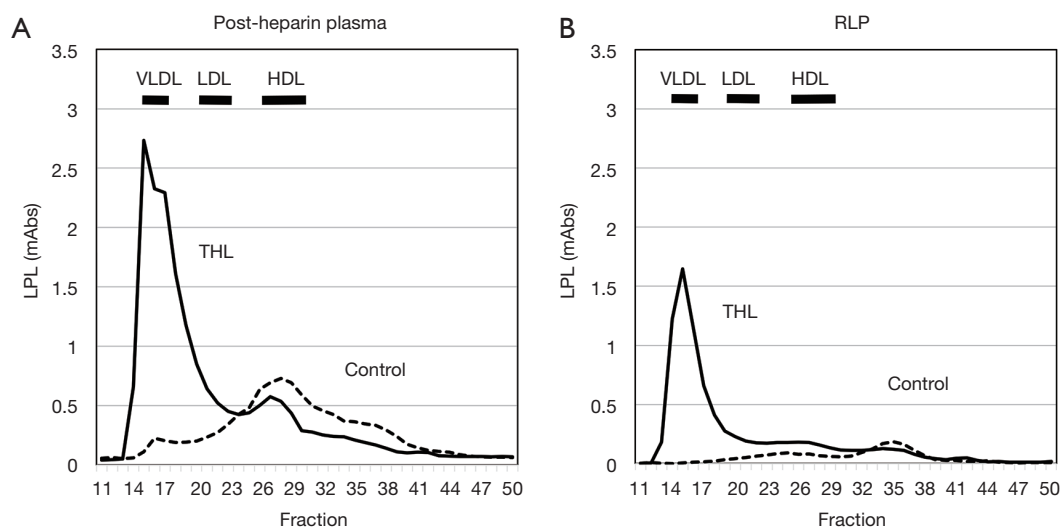 A
Post-heparin plasma
3.5
3
2.5
2
1.5
1
0.5
0
LPL (mAbs)
VLDL LDL HDL
THL
Control
11 14 17 20 23 26 29 32 35 38 41 44 47 50
Fraction
B
RLP
3.5
3
2.5
2
1.5
1
0.5
0
LPL (mAbs)
VLDL LDL HDL
THL
Control
11 14 17 20 23 26 29 32 35 38 41 44 47 50
Fraction